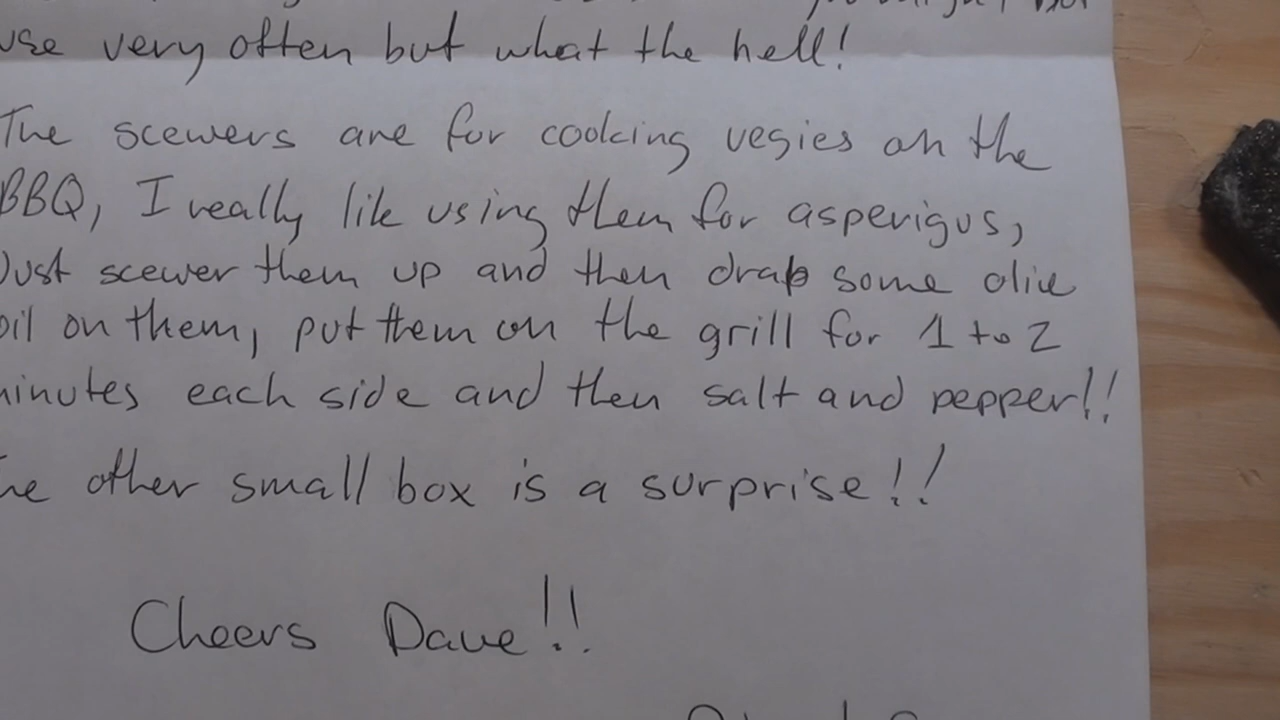 use very often but what the hell!
The scewers are for cooking vegies on the
BBQ, I really like using them for asperigus,
Just scewer them up and then drap some olive
oil on them, put them on the grill for 1 to 2
minutes each side and then salt and pepper!!
The other small box is a surprise!!
Cheers Dave!!